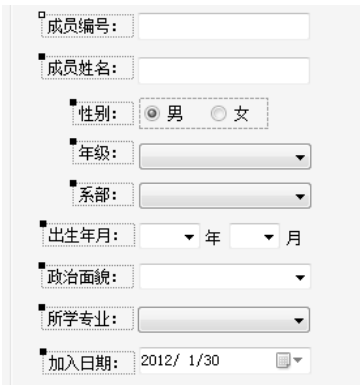 成员编号：
成员姓名：
性别： 男 女
年级：
系部：
出生年月： 年 月
政治面貌：
所学专业：
加入日期： 2012/ 1/30